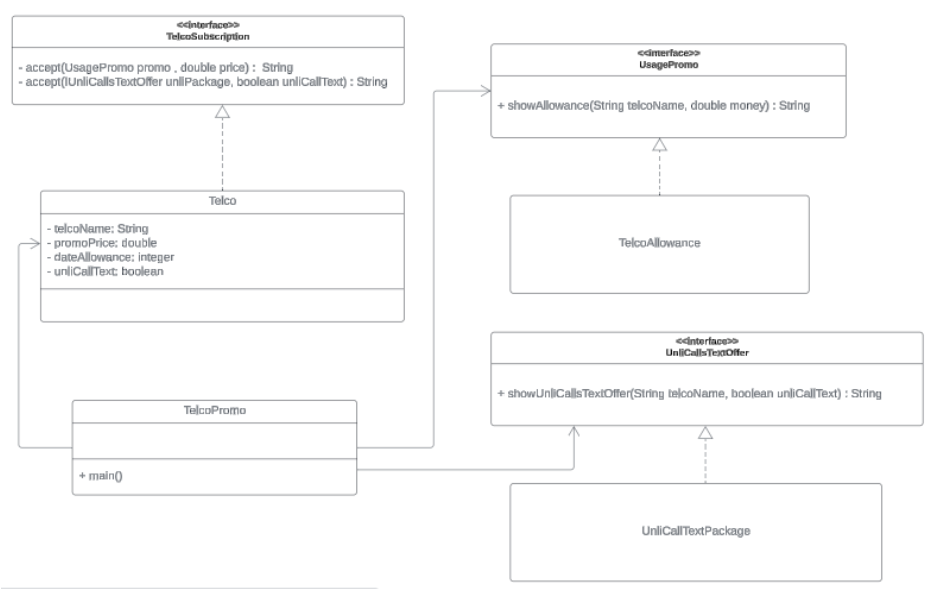 <<interface>>
TelcoSubscription
- accept(UsagePromo promo , double price) : String
- accept(IUnliCallsTextOffer unliPackage, boolean unliCallText) : String
Telco
- telcoName: String
- promoPrice: double
- dateAllowance: integer
- unliCallText: boolean
TelcoPromo
+ main()
<<interface>>
UsagePromo
+ showAllowance(String telcoName, double money) : String
TelcoAllowance
<<interface>>
UnliCallsTextOffer
+ showUnliCallsTextOffer(String telcoName, boolean unliCallText) : String
UnliCallTextPackage